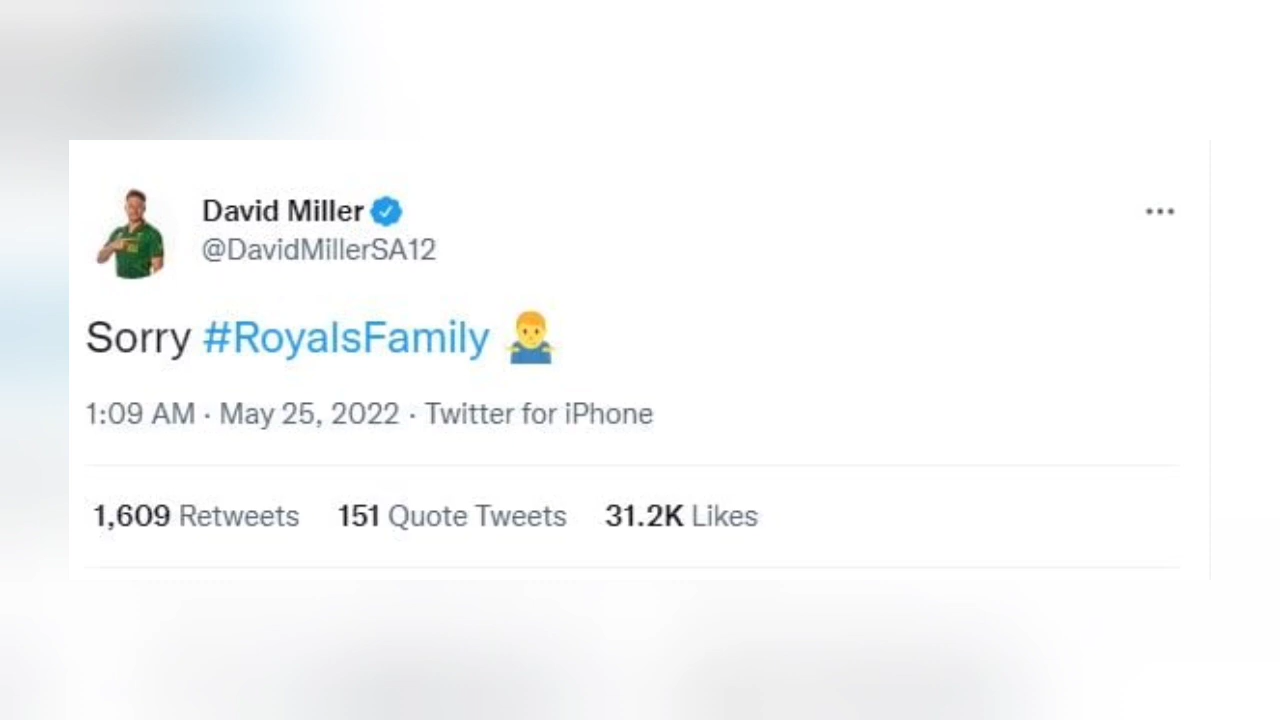 David Miller
@DavidMillerSA12
Sorry #RoyalsFamily 🤷‍♂️
1:09 AM · May 25, 2022 · Twitter for iPhone
1,609 Retweets 151 Quote Tweets 31.2K Likes